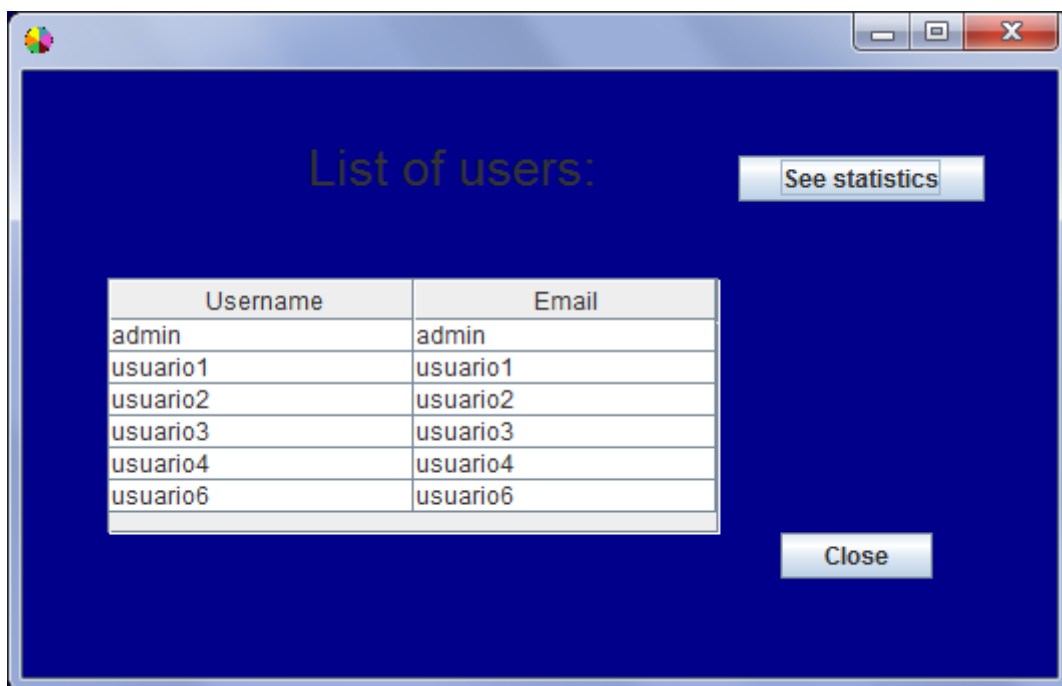 List of users:
See statistics
Username Email
admin admin
usuario1 usuario1
usuario2 usuario2
usuario3 usuario3
usuario4 usuario4
usuario6 usuario6
Close